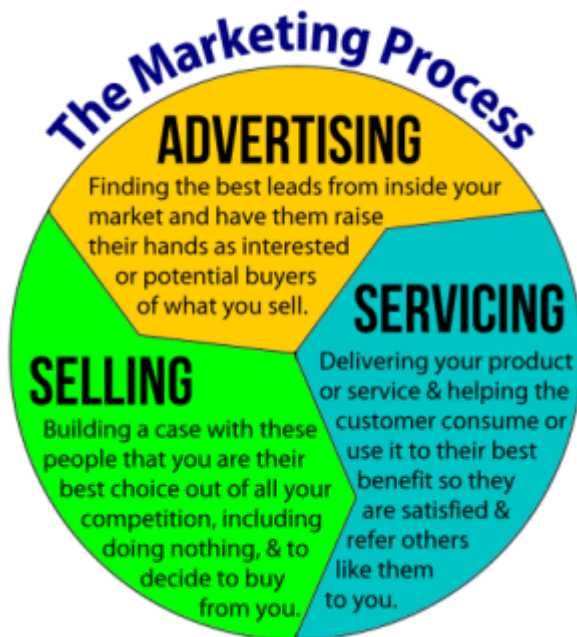 The Marketing Process
ADVERTISING
Finding the best leads from inside your
market and have them raise
their hands as interested
or potential buyers
of what you sell.
SERVICING
Delivering your product
or service & helping the
customer consume or
use it to their best
benefit so they
are satisfied &
refer others
like them
to you.
SELLING
Building a case with these
people that you are their
best choice out of all your
competition, including
doing nothing, & to
decide to buy
from you.